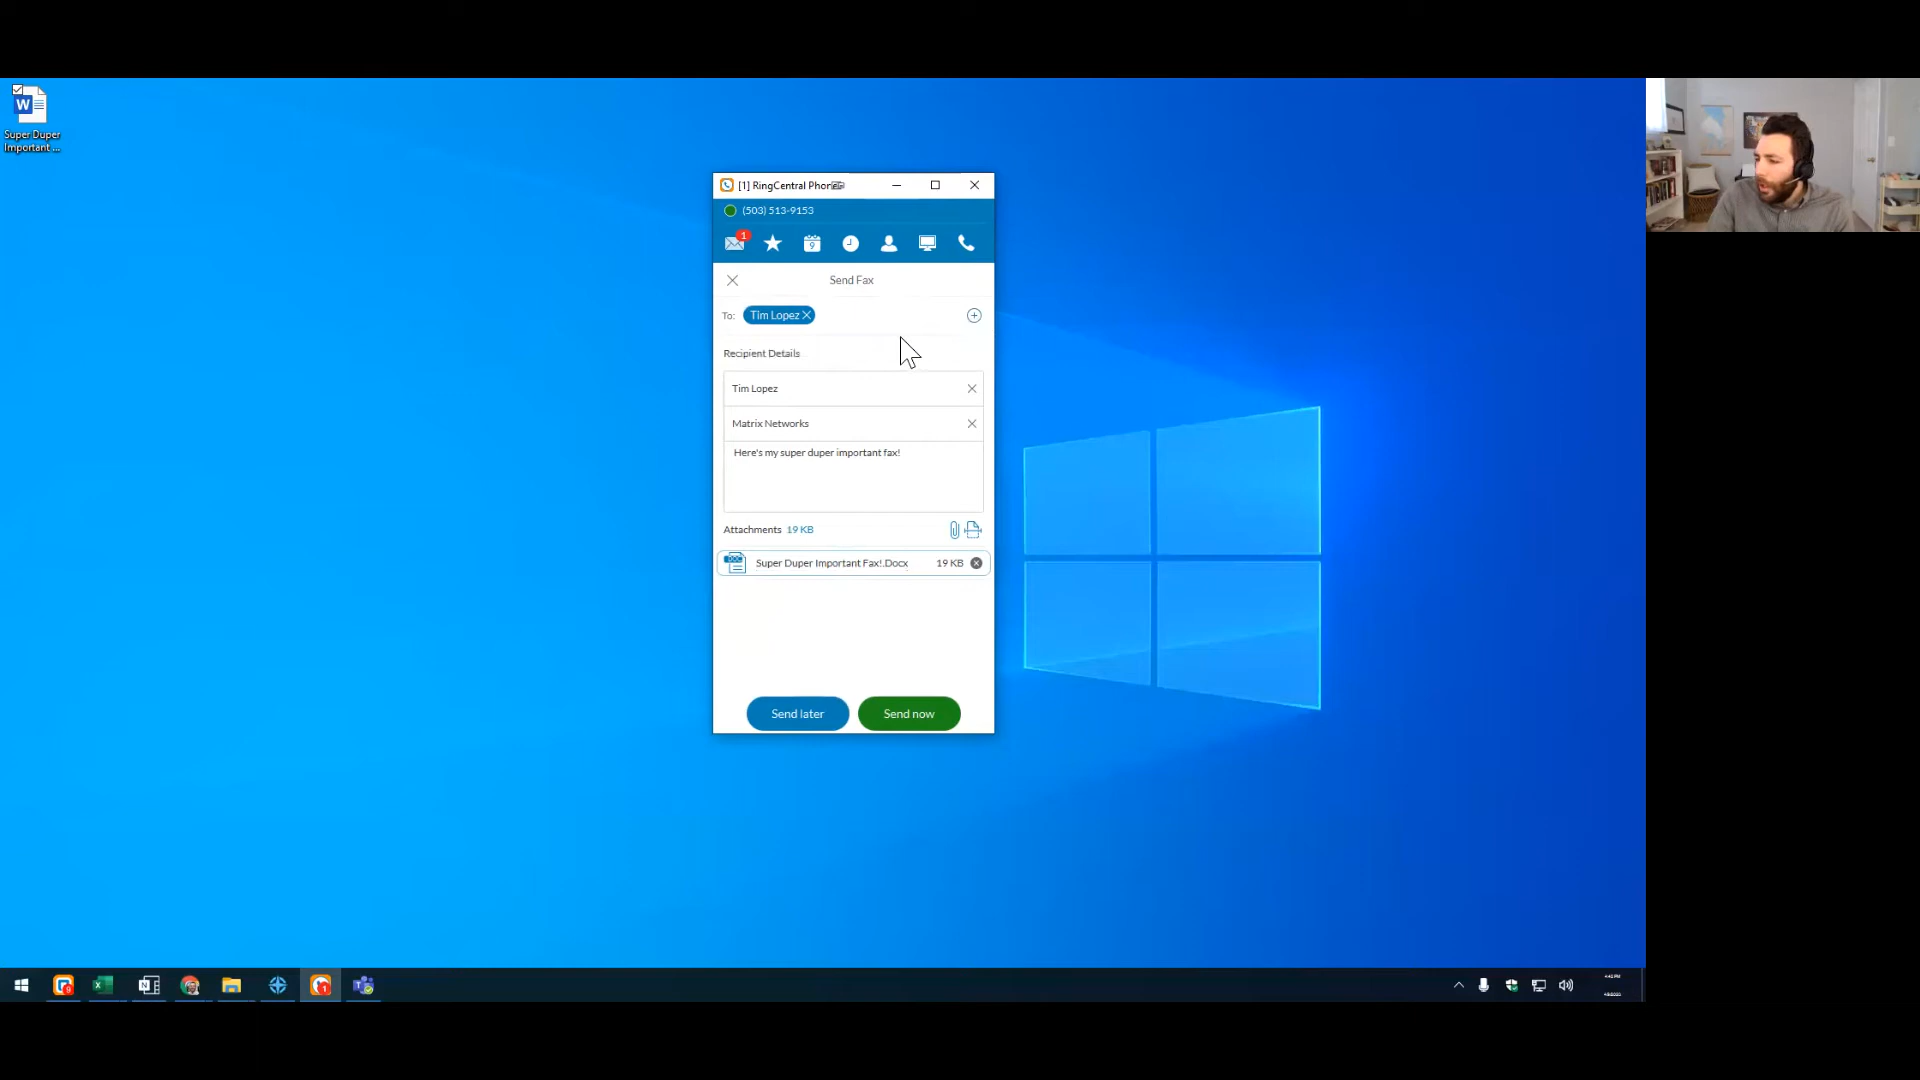 Super Duper
Important ...
[1] RingCentral Phone
(503) 513-9153
1
9
Send Fax
To: Tim Lopez
Recipient Details
Tim Lopez
Matrix Networks
Here's my super duper important fax!
Attachments 19 KB
DOC
Super Duper Important Fax!.Docx 19 KB
Send later Send now